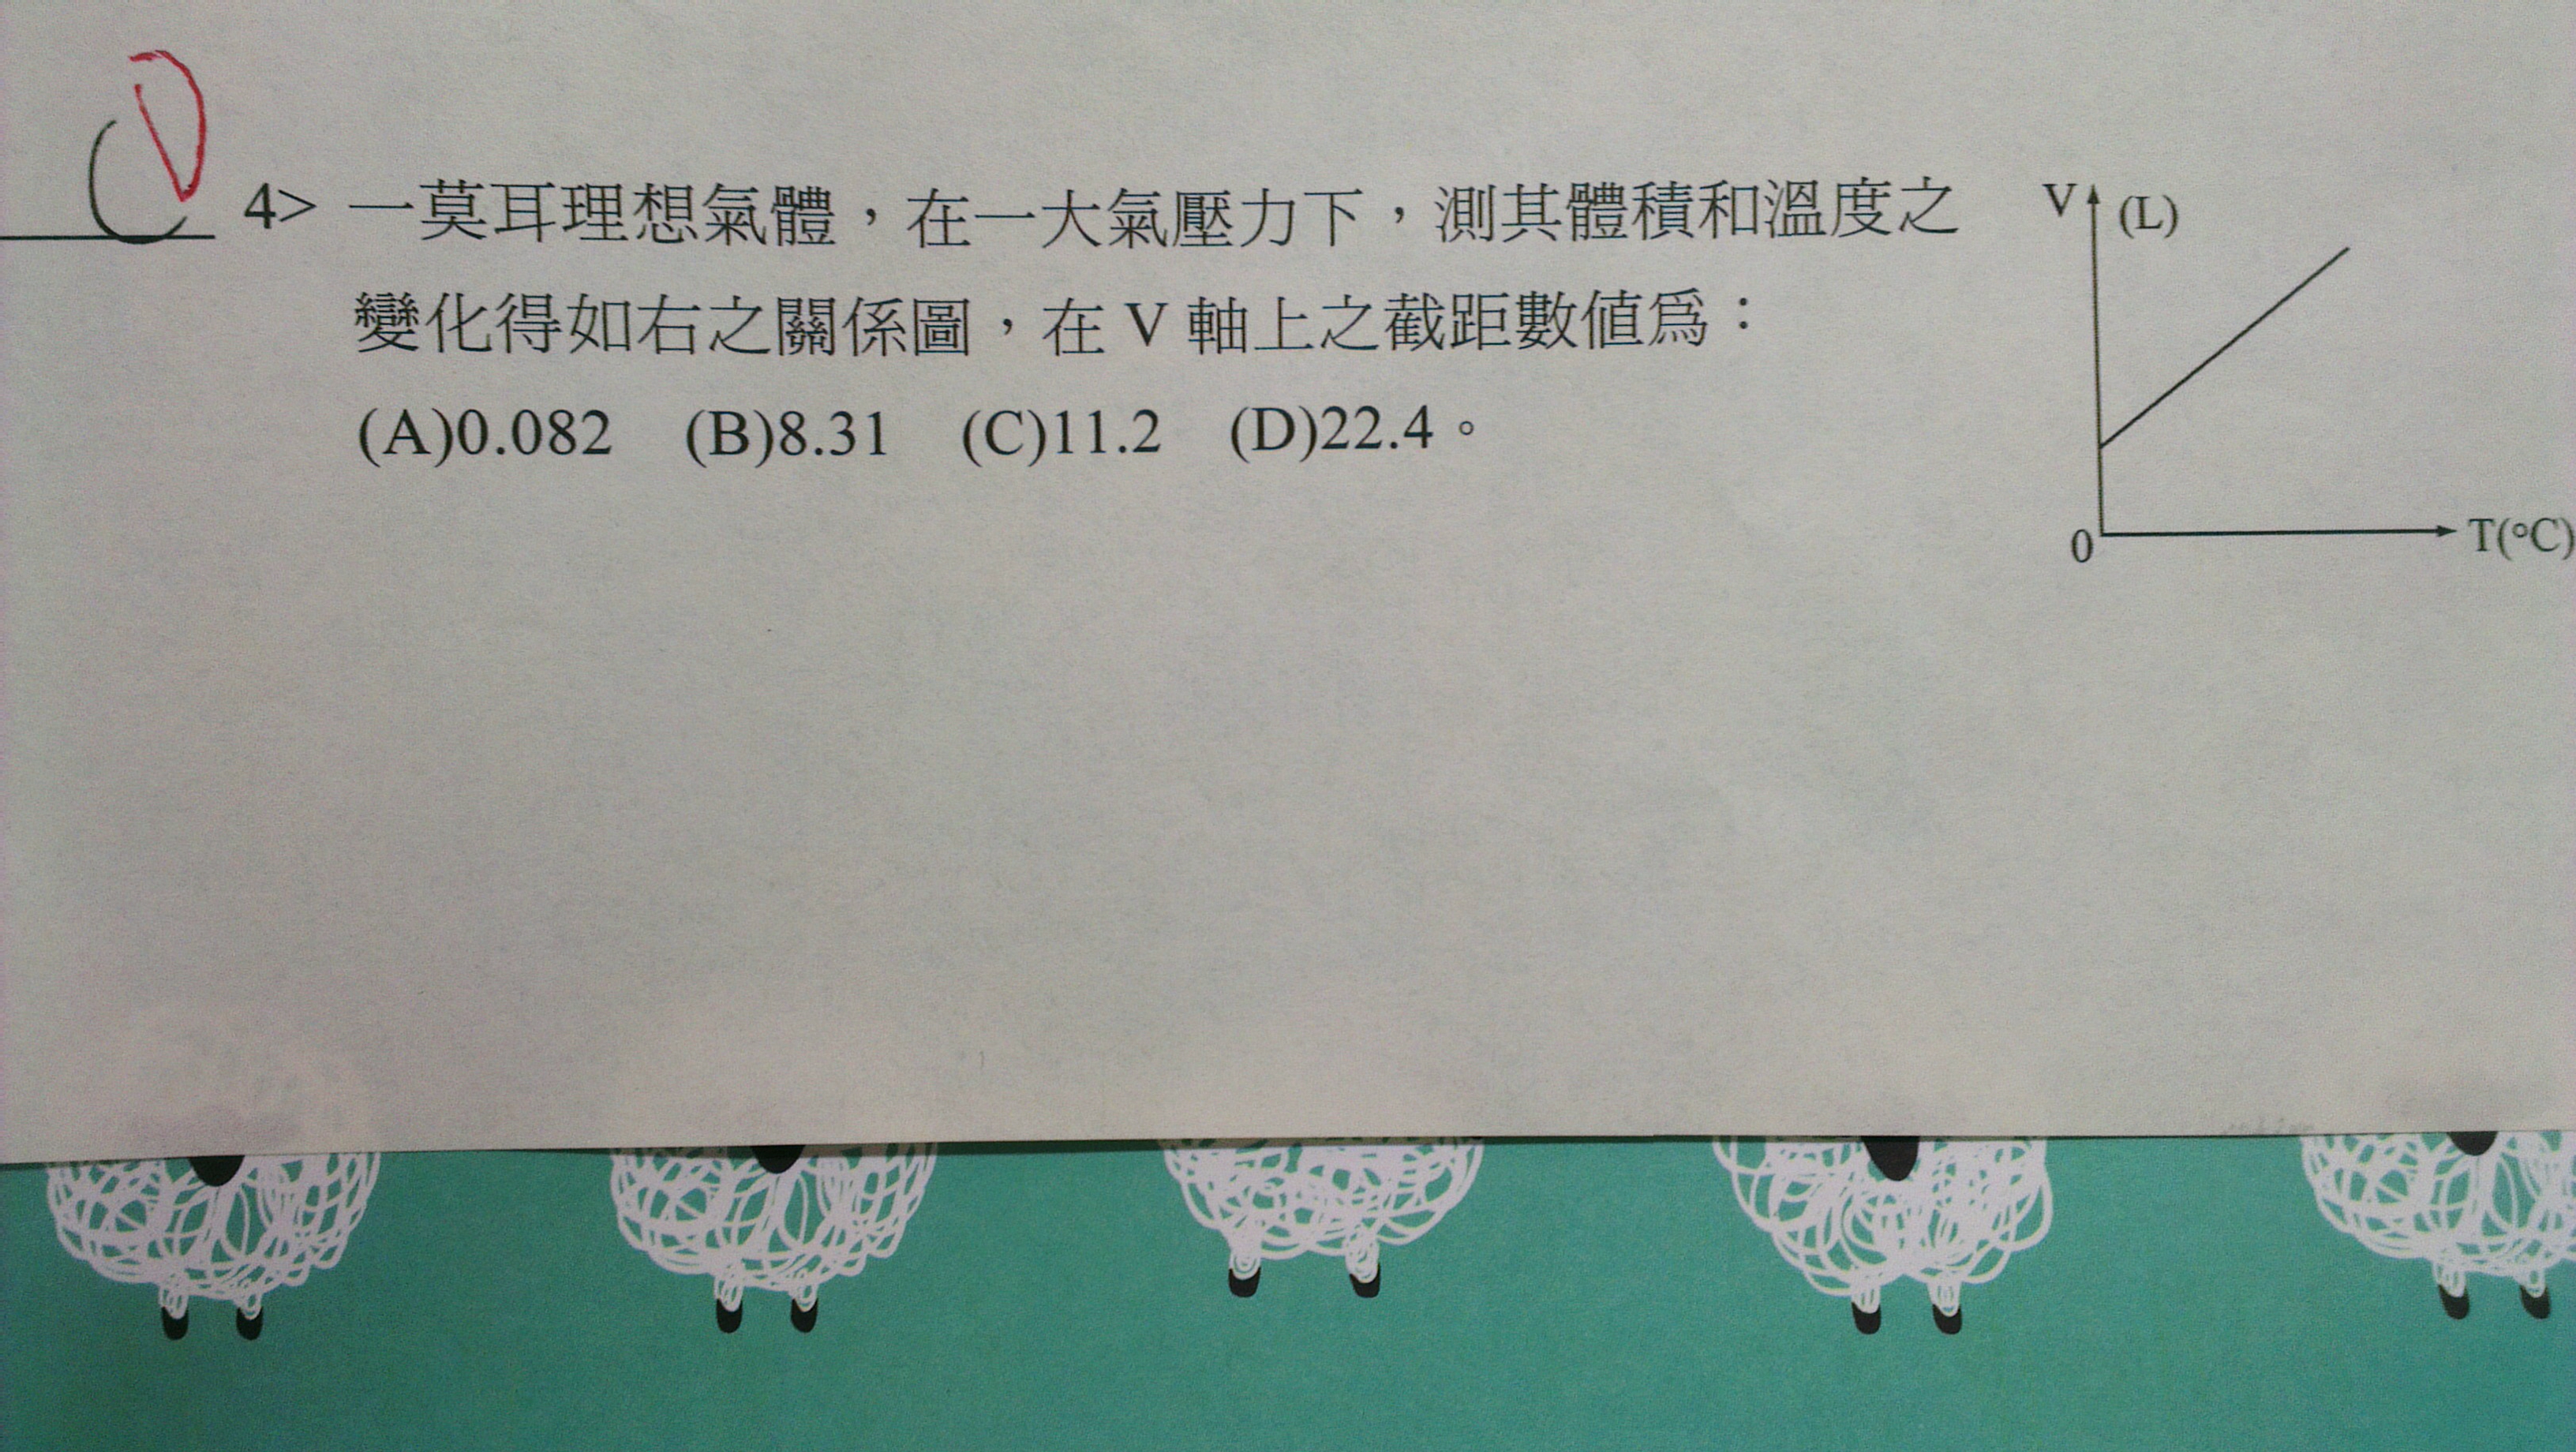 C D
4> 一莫耳理想氣體，在一大氣壓力下，測其體積和溫度之
變化得如右之關係圖，在 V 軸上之截距數值為：
(A)0.082 (B)8.31 (C)11.2 (D)22.4。
V (L)
0 T(°C)